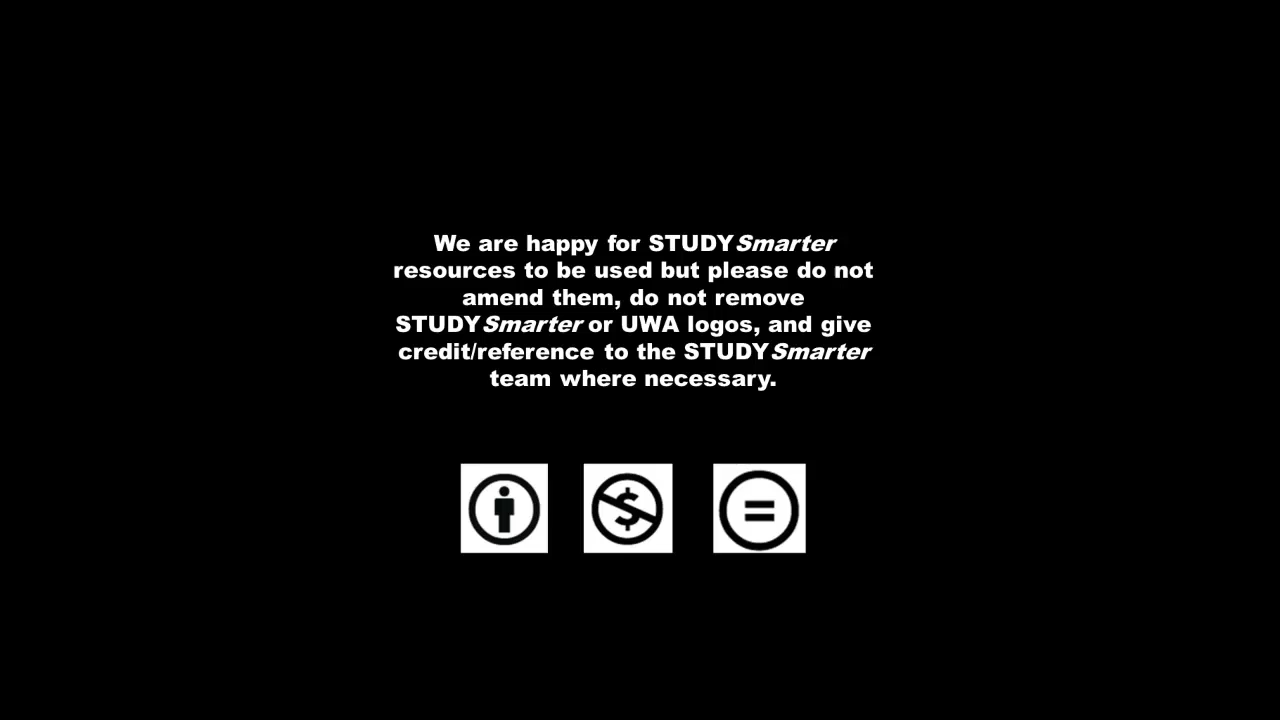 We are happy for STUDYSmarter
resources to be used but please do not
amend them, do not remove
STUDYSmarter or UWA logos, and give
credit/reference to the STUDYSmarter
team where necessary.